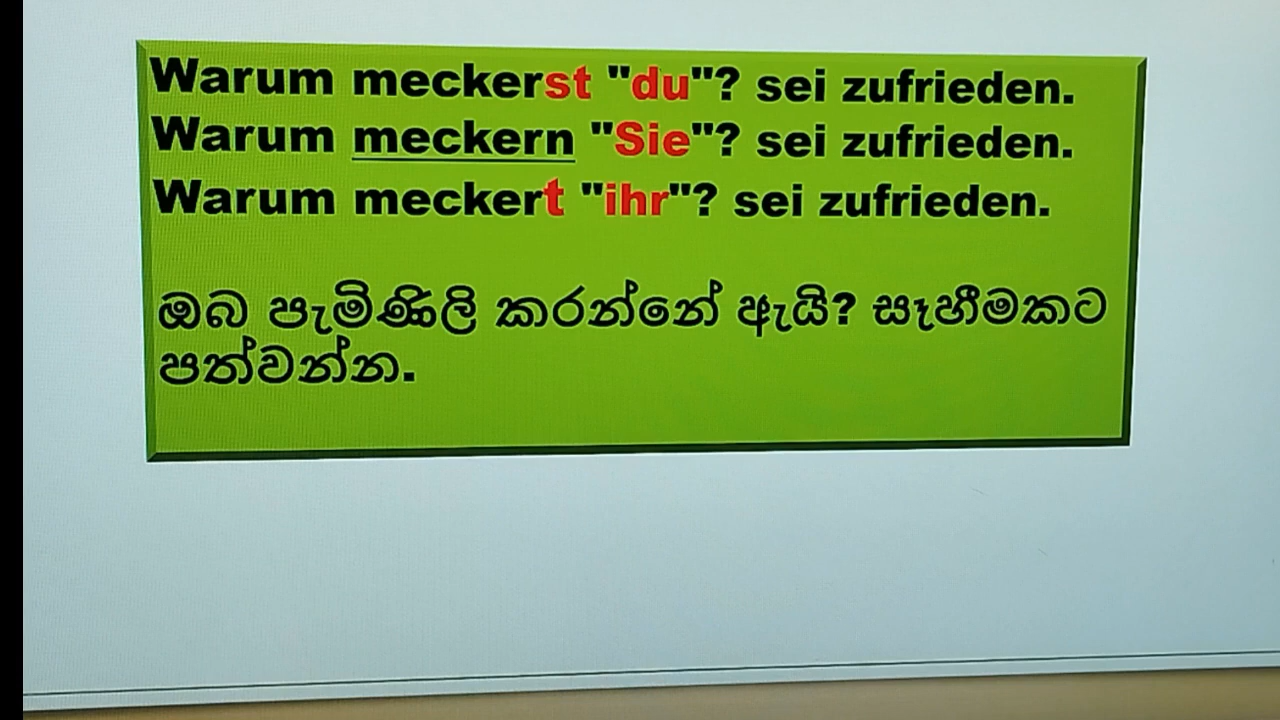 Warum meckerst "du"? sei zufrieden.
Warum meckern "Sie"? sei zufrieden.
Warum meckert "ihr"? sei zufrieden.
ඔබ පැමිණිලි කරන්නේ ඇයි? සෑහීමකට
පත්වන්න.